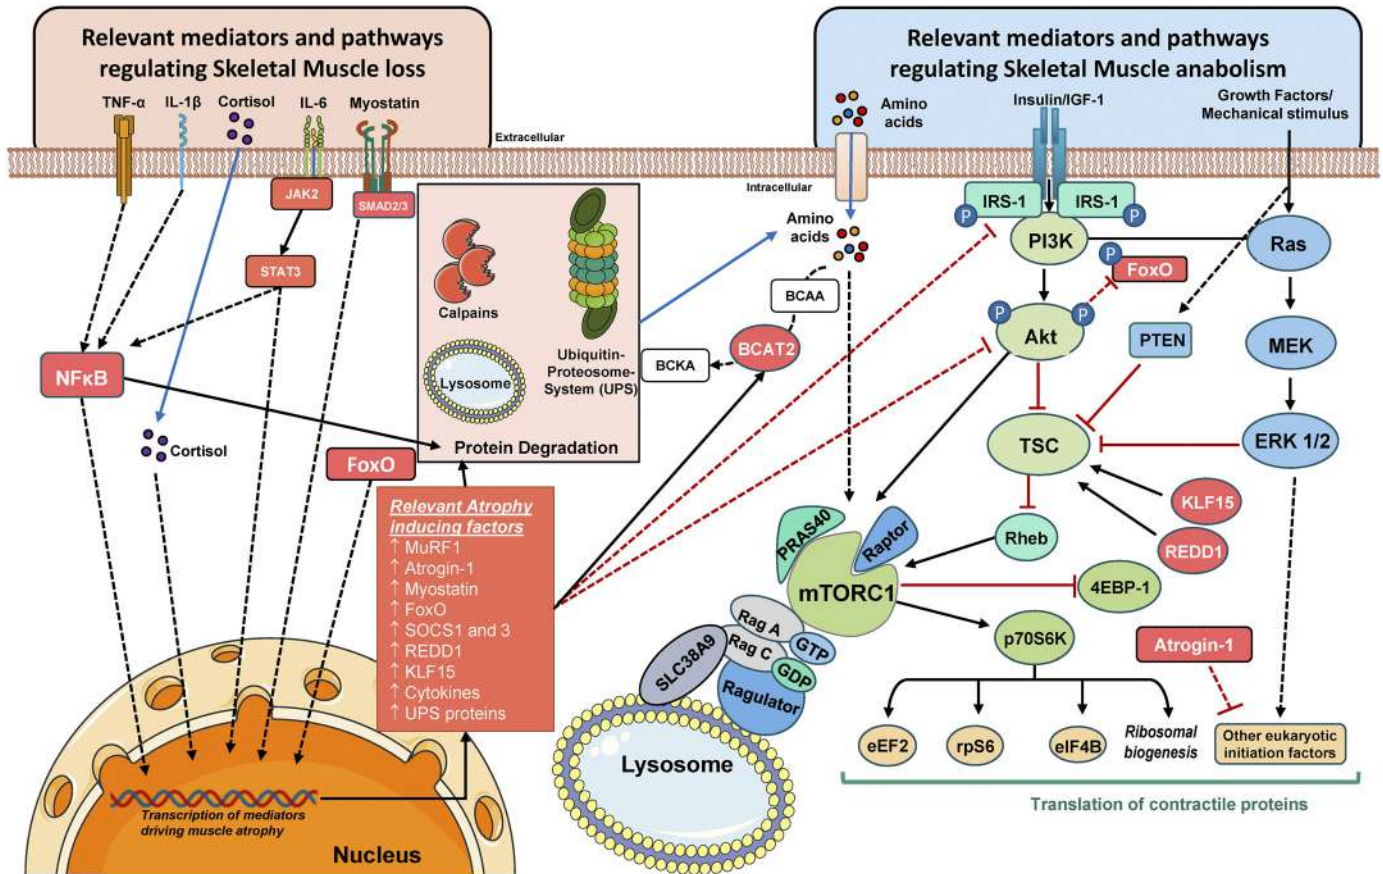 Relevant mediators and pathways
regulating Skeletal Muscle loss
TNF-α
IL-1β
Cortisol
IL-6
Myostatin
Extracellular
JAK2
SMAD2/3
STAT3
NFκB
Cortisol
FoxO
Calpains
Lysosome
Ubiquitin-
Proteosome-
System (UPS)
Protein Degradation
Relevant Atrophy
inducing factors
↑ MuRF1
↑ Atrogin-1
↑ Myostatin
↑ FoxO
↑ SOCS1 and 3
↑ REDD1
↑ KLF15
↑ Cytokines
↑ UPS proteins
Transcription of mediators
driving muscle atrophy
Nucleus
Relevant mediators and pathways
regulating Skeletal Muscle anabolism
Amino
acids
Insulin/IGF-1
Growth Factors/
Mechanical stimulus
Intracellular
Amino
acids
BCAA
BCAT2
BCKA
IRS-1
IRS-1
P
P
PI3K
Ras
P
FoxO
P
P
Akt
PTEN
MEK
TSC
ERK 1/2
KLF15
REDD1
Rheb
PRAS40
Raptor
mTORC1
4EBP-1
Rag A
GTP
Rag C
GDP
SLC38A9
Ragulator
Lysosome
p70S6K
Atrogin-1
eEF2
rpS6
eIF4B
Ribosomal
biogenesis
Other eukaryotic
initiation factors
Translation of contractile proteins